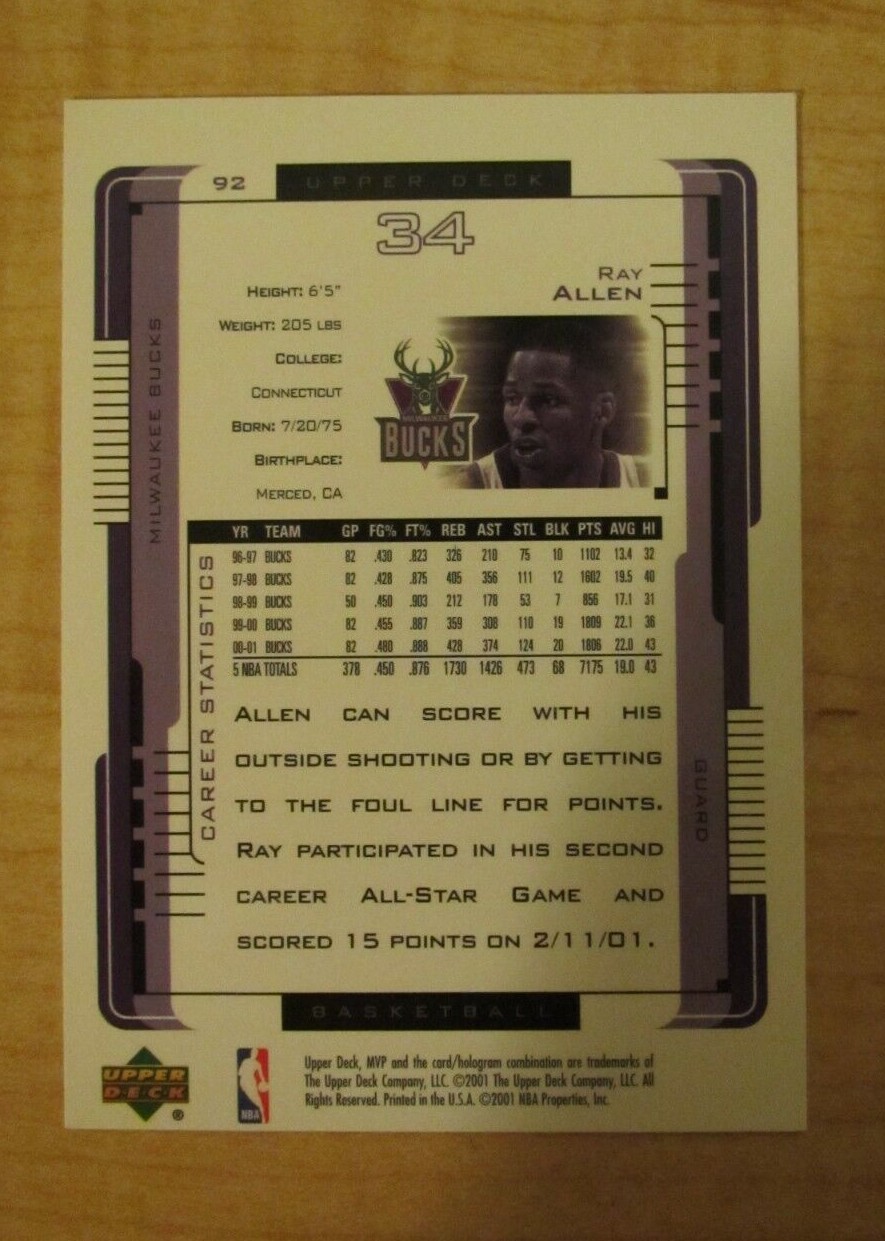 92
UPPER DECK
34
RAY
ALLEN
HEIGHT: 6'5"
WEIGHT: 205 LBS
COLLEGE:
CONNECTICUT
BORN: 7/20/75
BIRTHPLACE:
MERCED, CA
MILWAUKEE
BUCKS
MILWAUKEE BUCKS
CAREER STATISTICS
YR TEAM GP FG% FT% REB AST STL BLK PTS AVG HI
96-97 BUCKS 82 .430 .823 326 210 75 10 1102 13.4 32
97-98 BUCKS 82 .428 .875 405 356 111 12 1602 19.5 40
98-99 BUCKS 50 .450 .903 212 178 53 7 856 17.1 31
99-00 BUCKS 82 .455 .887 359 308 110 19 1809 22.1 36
00-01 BUCKS 82 .480 .888 428 374 124 20 1806 22.0 43
5 NBA TOTALS 378 .450 .876 1730 1426 473 68 7175 19.0 43
ALLEN CAN SCORE WITH HIS
OUTSIDE SHOOTING OR BY GETTING
TO THE FOUL LINE FOR POINTS.
RAY PARTICIPATED IN HIS SECOND
CAREER ALL-STAR GAME AND
SCORED 15 POINTS ON 2/11/01.
GUARD
BASKETBALL
UPPER
D·E·C·K
®
NBA
Upper Deck, MVP and the card/hologram combination are trademarks of
The Upper Deck Company, LLC. ©2001 The Upper Deck Company, LLC. All
Rights Reserved. Printed in the U.S.A. ©2001 NBA Properties, Inc.